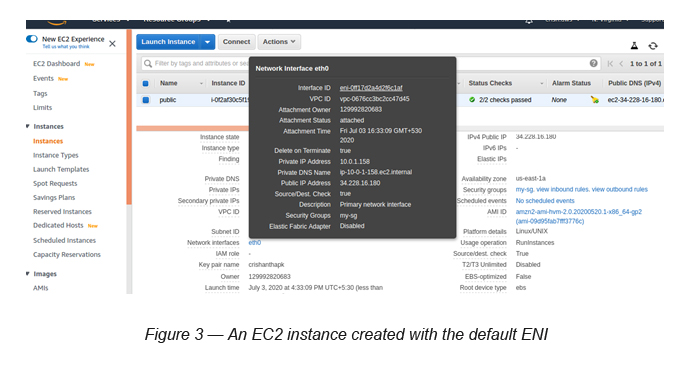 New EC2 Experience
Tell us what you think
EC2 Dashboard New
Events New
Tags
Limits
Instances
Instances
Instance Types
Launch Templates
Spot Requests
Savings Plans
Reserved Instances
Dedicated Hosts New
Scheduled Instances
Capacity Reservations
Images
AMIs
Launch Instance Connect Actions
Filter by tags and attributes or sea
1 to 1 of 1
Name Instance ID Status Checks Alarm Status Public DNS (IPv4)
public 2/2 checks passed None ec2-34-228-16-180.
Network Interface eth0
Interface ID eni-0ff17d2a4d2f6c1af
VPC ID vpc-0676cc3bc2cc47d45
Attachment Owner 129992820683
Attachment Status attached
Attachment Time Fri Jul 03 16:33:09 GMT+530
2020
Delete on Terminate true
Private IP Address 10.0.1.158
Private DNS Name ip-10-0-1-158.ec2.internal
Public IP Address 34.228.16.180
Source/Dest. Check true
Description Primary network interface
Security Groups my-sg
Elastic Fabric Adapter Disabled
Instance state
Instance type
Finding
Private DNS
Private IPs
Secondary private IPs
VPC ID
Subnet ID
Network interfaces eth0
IAM role -
Key pair name crishanthapk
Owner 129992820683
Launch time July 3, 2020 at 4:33:09 PM UTC+5:30 (less than
IPv4 Public IP 34.228.16.180
IPv6 IPs -
Elastic IPs
Availability zone us-east-1a
Security groups my-sg. view inbound rules. view outbound rules
Scheduled events No scheduled events
AMI ID amzn2-ami-hvm-2.0.20200520.1-x86_64-gp2
(ami-09d95fab7fff3776c)
Platform details Linux/UNIX
Usage operation RunInstances
Source/dest. check True
T2/T3 Unlimited Disabled
EBS-optimized False
Root device type ebs
Figure 3 — An EC2 instance created with the default ENI